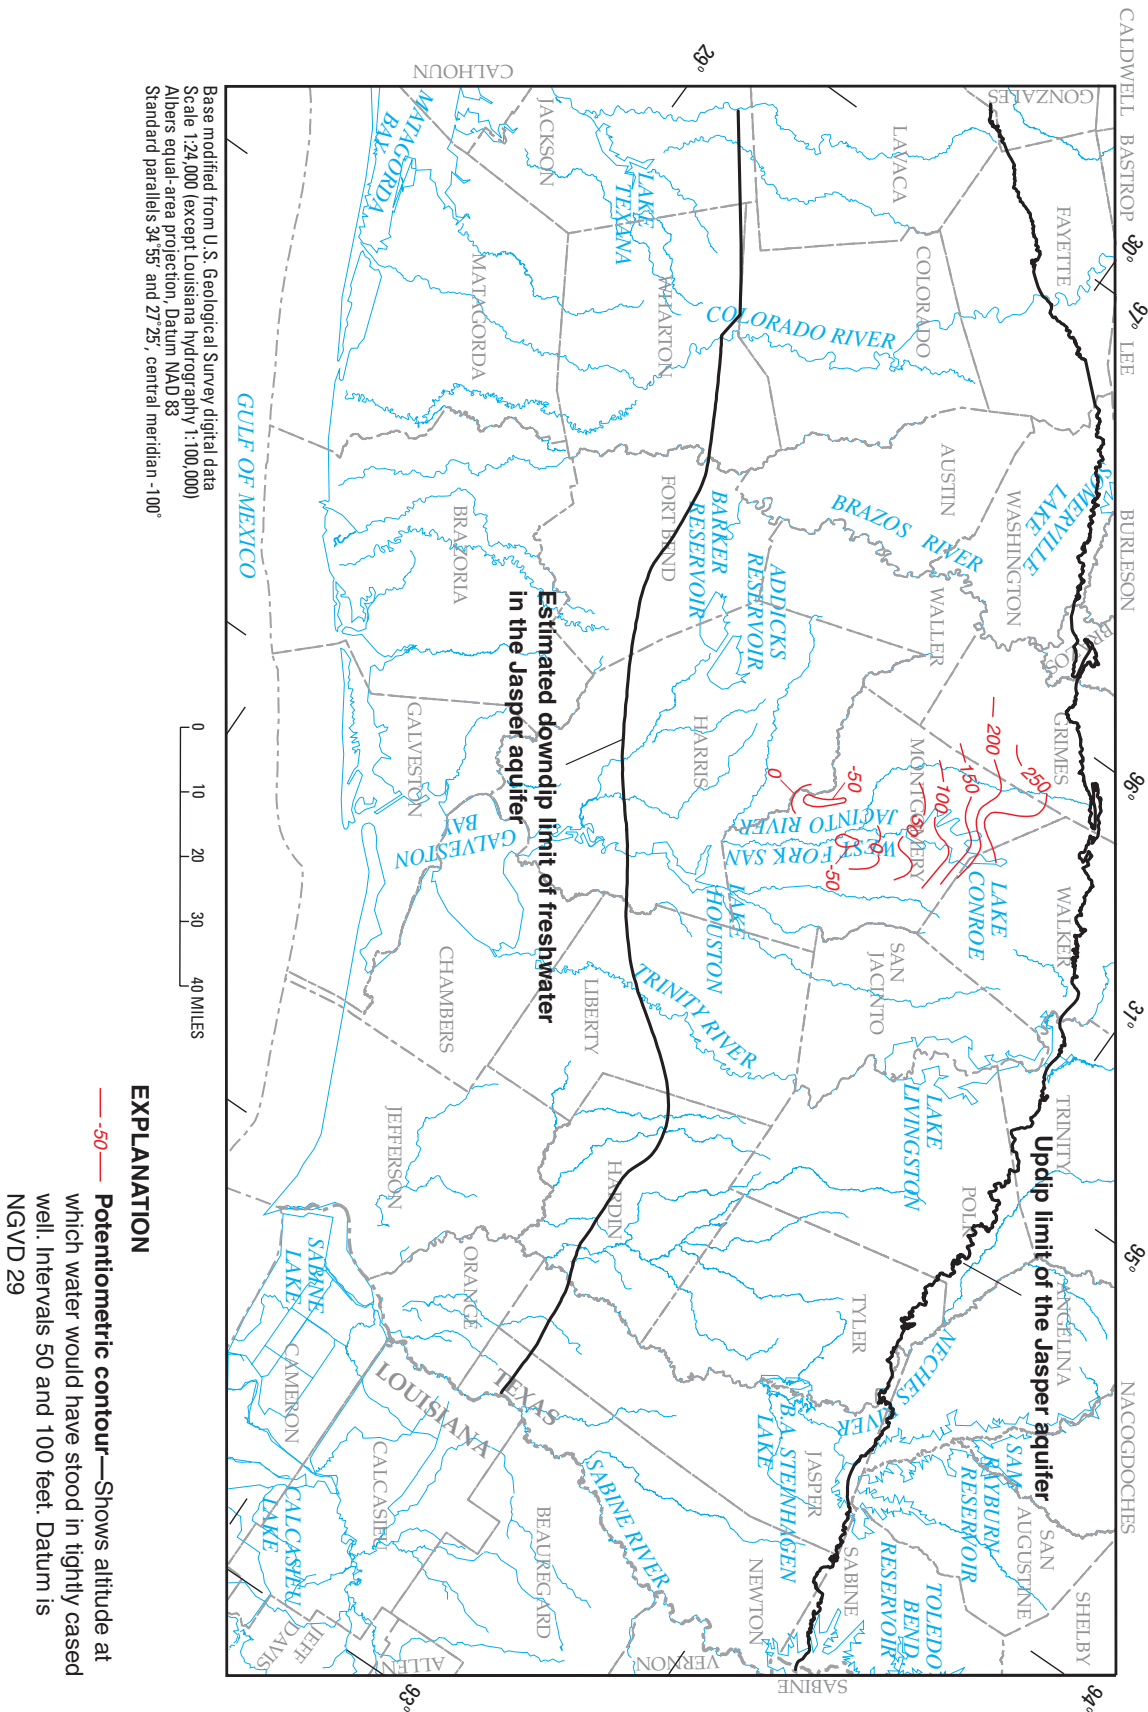 CALDWELL
BASTROP
30°
97°
LEE
BURLESON
96°
31°
95°
NACOGDOCHES
94°
GONZALES
FAYETTE
SOMERVILLE
LAKE
BRAZOS
GRIMES
WALKER
TRINITY
Updip limit of the Jasper aquifer
ANGELINA
SAN
AUGUSTINE
SHELBY
LAVACA
COLORADO
AUSTIN
WASHINGTON
BRAZOS RIVER
WALLER
MONTGOMERY
250
200
150
100
50
0
-50
-50
0
LAKE
CONROE
WEST FORK SAN
JACINTO RIVER
SAN
JACINTO
LAKE
LIVINGSTON
POLK
TYLER
NECHES RIVER
SAM
RAYBURN
RESERVOIR
B.A. STEINHAGEN
LAKE
JASPER
SABINE
TOLEDO
BEND
RESERVOIR
NEWTON
SABINE
29°
COLORADO RIVER
BARKER
RESERVOIR
ADDICKS
RESERVOIR
HARRIS
LAKE
HOUSTON
TRINITY RIVER
LAKE
TEXANA
WHARTON
FORT BEND
LIBERTY
HARDIN
SABINE RIVER
VERNON
JACKSON
Estimated downdip limit of freshwater
in the Jasper aquifer
TEXAS
LOUISIANA
BEAUREGARD
CALHOUN
MATAGORDA
BAY
MATAGORDA
BRAZORIA
GALVESTON
GALVESTON
BAY
CHAMBERS
JEFFERSON
ORANGE
CALCASIEU
ALLEN
93°
GULF OF MEXICO
SABINE
LAKE
CAMERON
CALCASIEU
LAKE
JEFF
DAVIS
Base modified from U.S. Geological Survey digital data
Scale 1:24,000 (except Louisiana hydrography 1:100,000)
Albers equal-area projection, Datum NAD 83
Standard parallels 34°55' and 27°25', central meridian -100°
0 10 20 30 40 MILES
EXPLANATION
-50 Potentiometric contour—Shows altitude at
which water would have stood in tightly cased
well. Intervals 50 and 100 feet. Datum is
NGVD 29